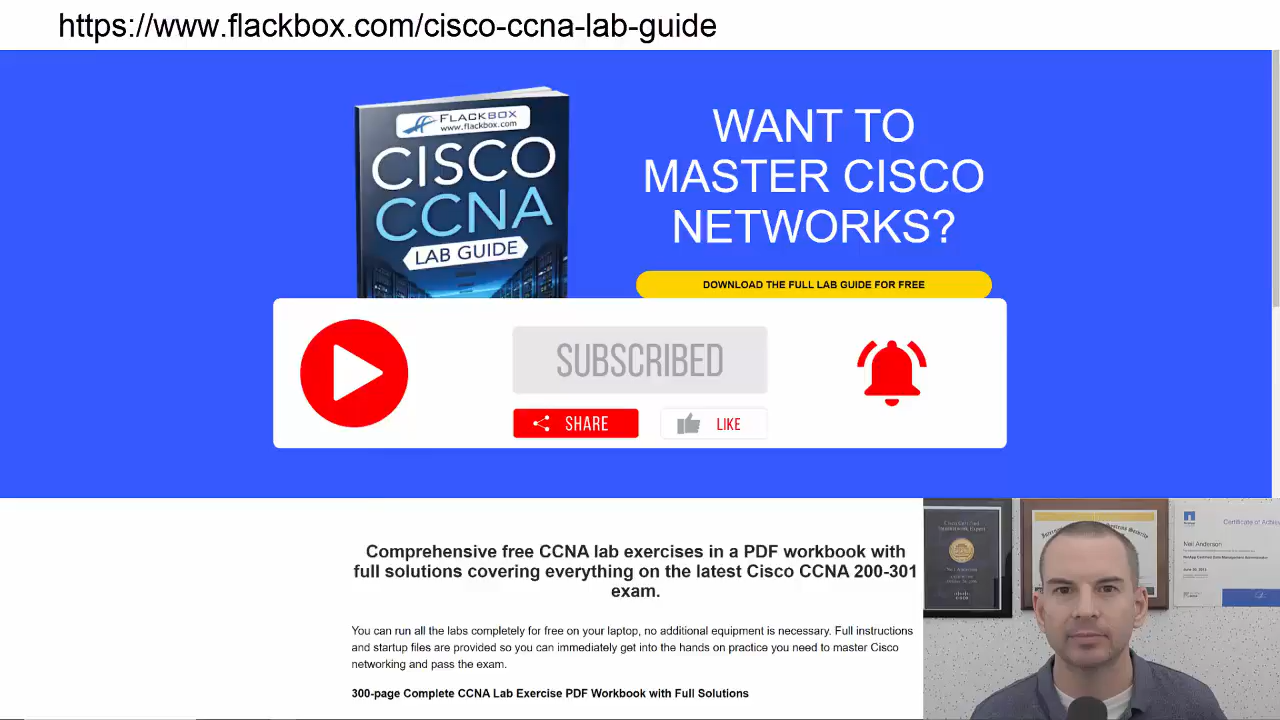 https://www.flackbox.com/cisco-ccna-lab-guide
FLACKBOX
www.flackbox.com
CISCO
CCNA
LAB GUIDE
WANT TO
MASTER CISCO
NETWORKS?
DOWNLOAD THE FULL LAB GUIDE FOR FREE
SUBSCRIBED
SHARE
LIKE
Comprehensive free CCNA lab exercises in a PDF workbook with
full solutions covering everything on the latest Cisco CCNA 200-301
exam.
You can run all the labs completely for free on your laptop, no additional equipment is necessary. Full instructions
and startup files are provided so you can immediately get into the hands on practice you need to master Cisco
networking and pass the exam.
300-page Complete CCNA Lab Exercise PDF Workbook with Full Solutions
Neil Anderson